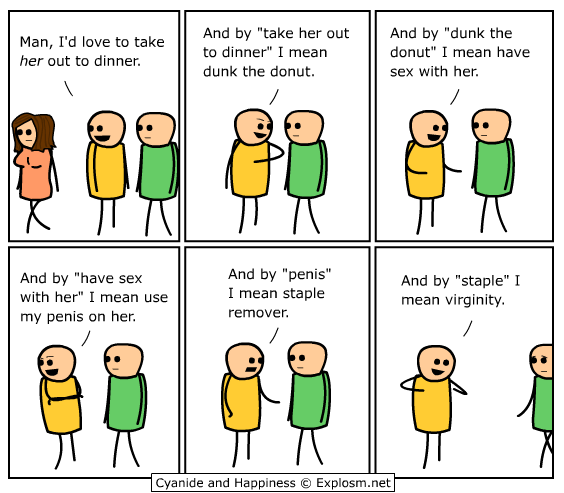 Man, I'd love to take
her out to dinner.
And by "take her out
to dinner" I mean
dunk the donut.
And by "dunk the
donut" I mean have
sex with her.
And by "have sex
with her" I mean use
my penis on her.
And by "penis"
I mean staple
remover.
And by "staple" I
mean virginity.
Cyanide and Happiness © Explosm.net